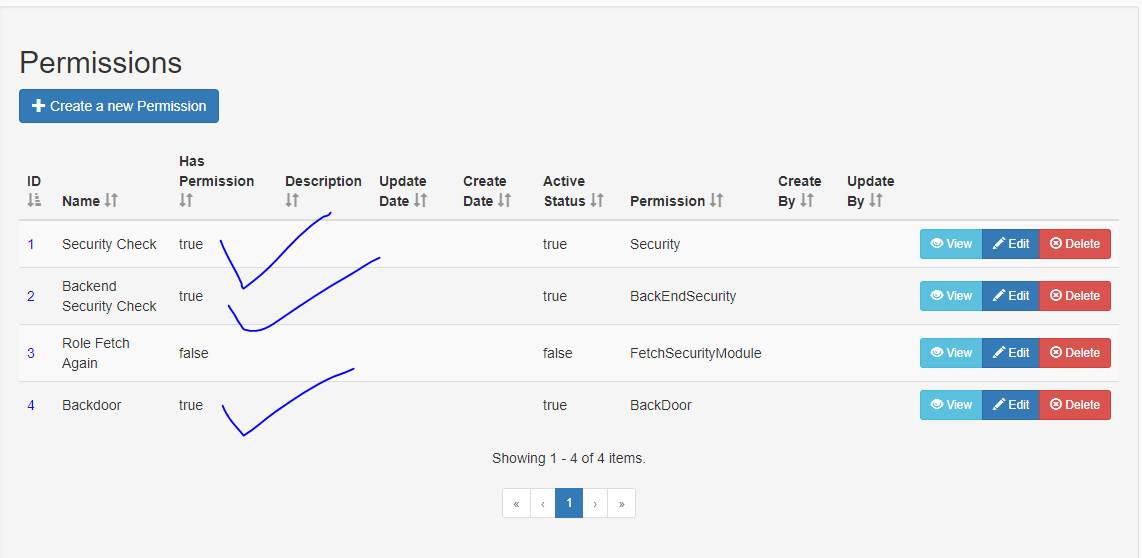 Permissions
Create a new Permission
ID Name Has Permission Description Update Date Create Date Active Status Permission Create By Update By
1 Security Check true true Security View Edit Delete
2 Backend Security Check true true BackEndSecurity View Edit Delete
3 Role Fetch Again false false FetchSecurityModule View Edit Delete
4 Backdoor true true BackDoor View Edit Delete
Showing 1 - 4 of 4 items.
« ‹ 1 › »